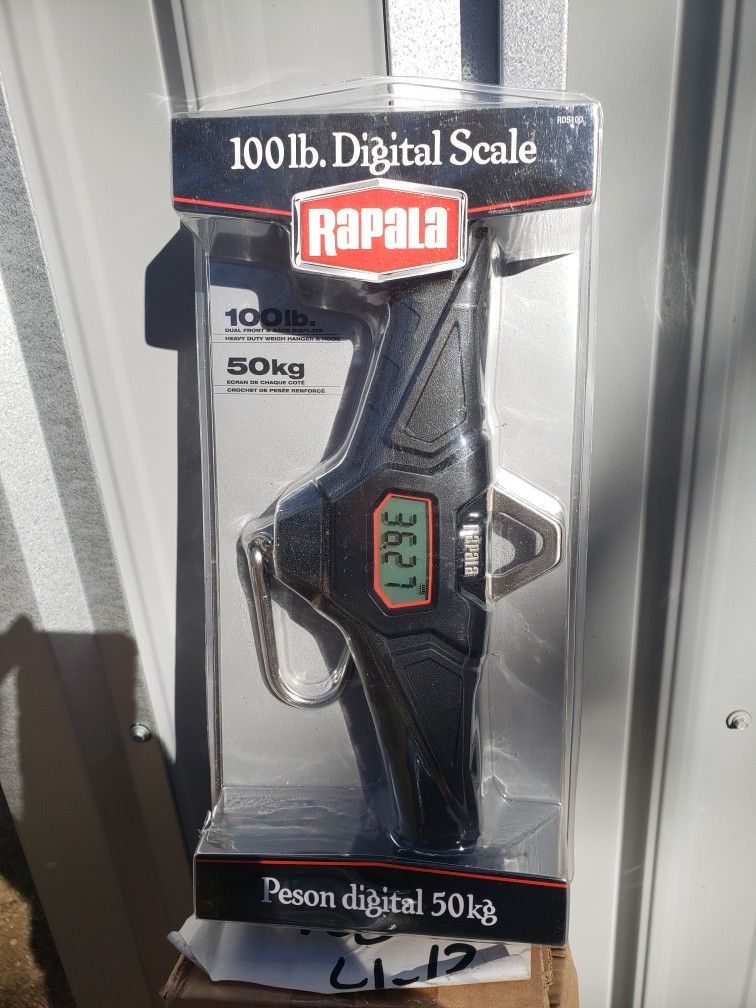 RDS100
100 lb. Digital Scale
RAPALA
100lb.
DUAL FRONT & BACK DISPLAYS
HEAVY DUTY WEIGH HANGER & HOOK
50kg
ECRAN DE CHAQUE COTÉ
CROCHET DE PESÉE RENFORCÉ
36.27
Rapala
Peson digital 50kg